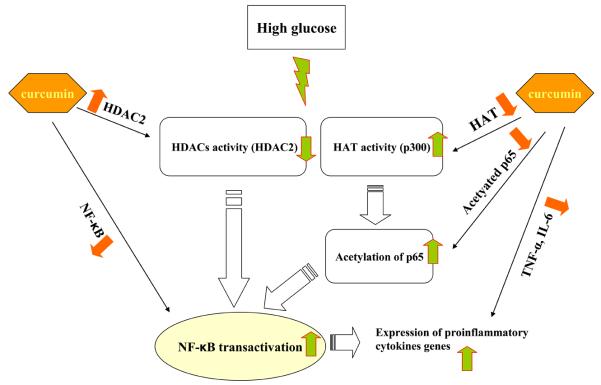 High glucose
curcumin
curcumin
HDAC2
HAT
HDACs activity (HDAC2)
HAT activity (p300)
Acetyated p65
NF-κB
TNF-α, IL-6
Acetylation of p65
NF-κB transactivation
Expression of proinflammatory
cytokines genes